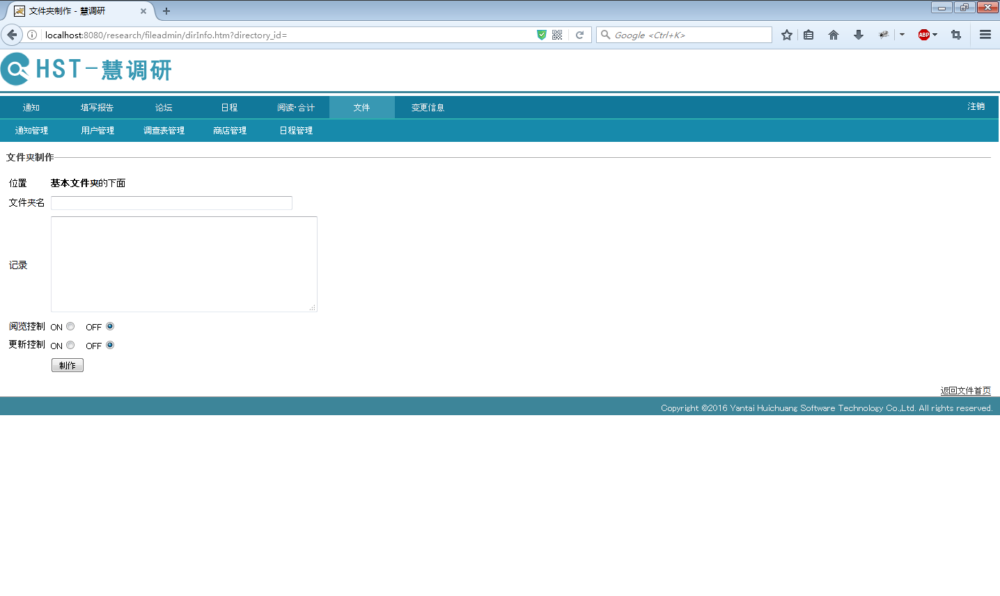 文件夹制作 - 慧调研
localhost:8080/research/fileadmin/dirInfo.htm?directory_id=
Google <Ctrl+K>
ABP
HST-慧调研
通知 填写报告 论坛 日程 阅读·合计 文件 变更信息 注销
通知管理 用户管理 调查表管理 商店管理 日程管理
文件夹制作
位置 基本文件夹的下面
文件夹名
记录
阅览控制 ON OFF
更新控制 ON OFF
制作
返回文件首页
Copyright ©2016 Yantai Huichuang Software Technology Co.,Ltd. All rights reserved.